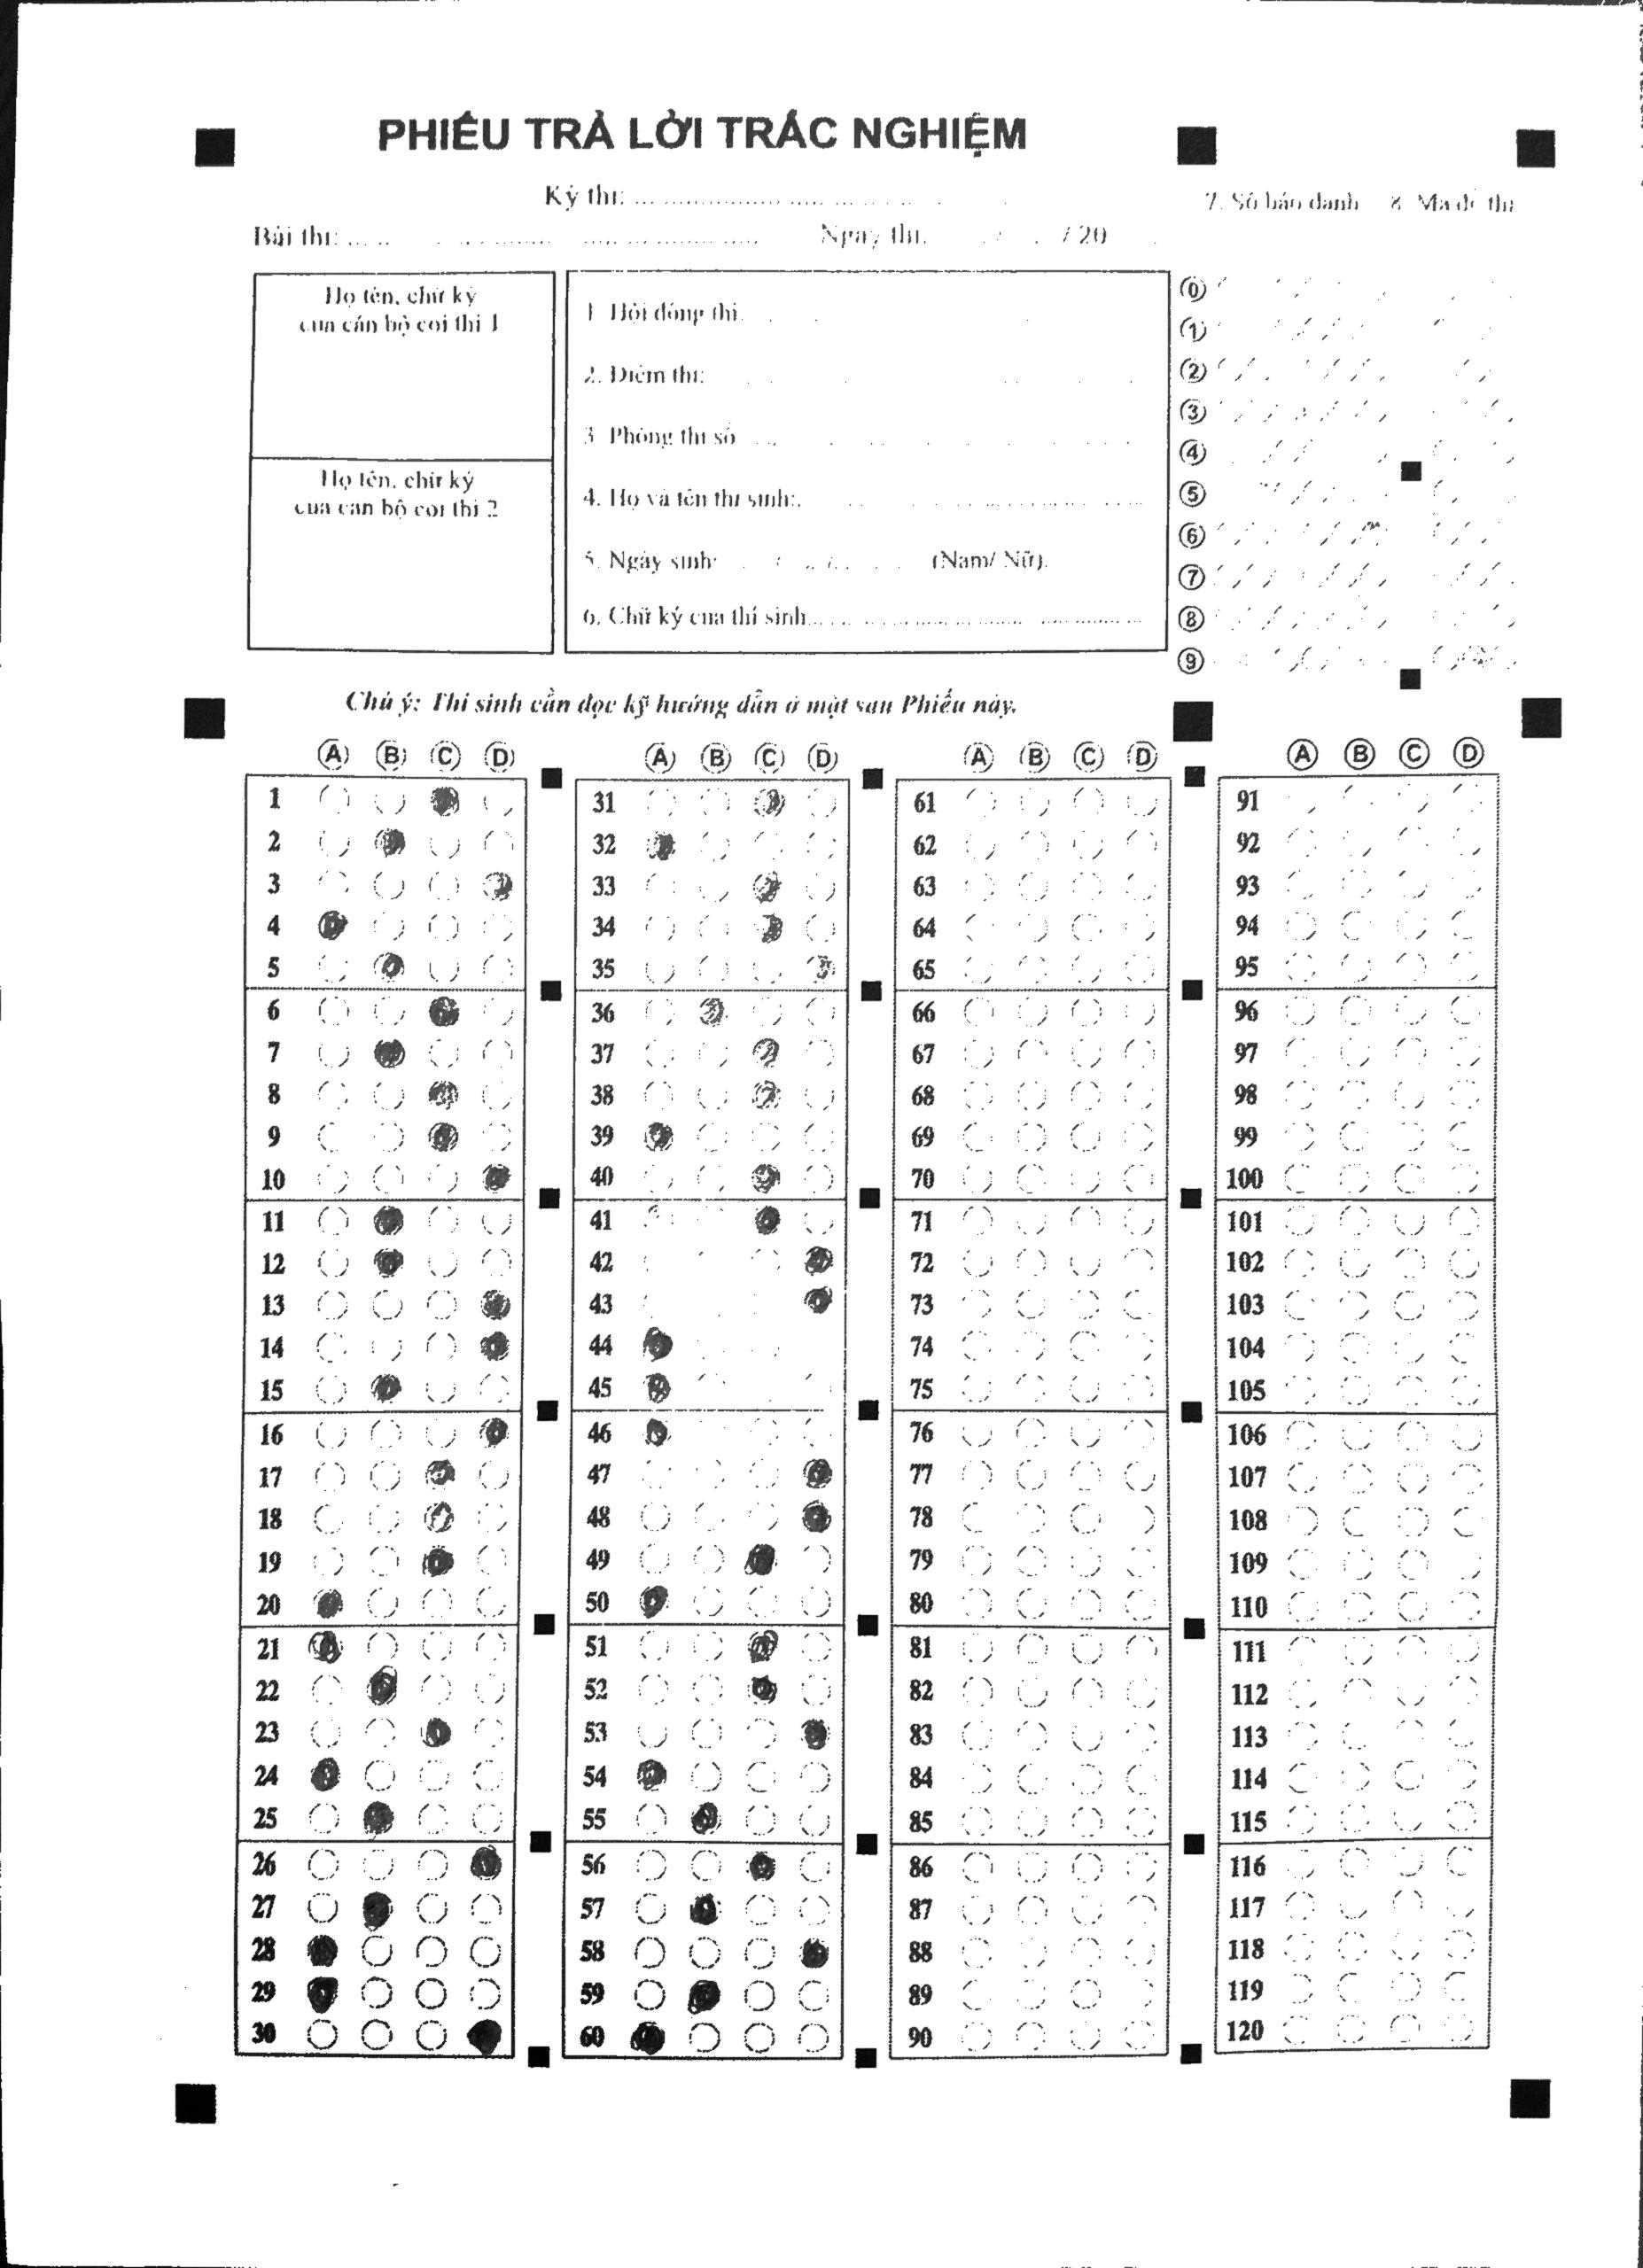 PHIẾU TRẢ LỜI TRẮC NGHIỆM
Kỳ thi:
7. Số báo danh 8. Mã đề thi
Bài thi: Ngày thi: / / 20
Họ tên, chữ ký
của cán bộ coi thi 1
Họ tên, chữ ký
của cán bộ coi thi 2
1. Hội đồng thi:
2. Điểm thi:
3. Phòng thi số
4. Họ và tên thí sinh:
5. Ngày sinh: / / (Nam/ Nữ).
6. Chữ ký của thí sinh
0
1
2
3
4
5
6
7
8
9
Chú ý: Thí sinh cần đọc kỹ hướng dẫn ở mặt sau Phiếu này.
A B C D A B C D A B C D A B C D
1 31 61 91
2 32 62 92
3 33 63 93
4 34 64 94
5 35 65 95
6 36 66 96
7 37 67 97
8 38 68 98
9 39 69 99
10 40 70 100
11 41 71 101
12 42 72 102
13 43 73 103
14 44 74 104
15 45 75 105
16 46 76 106
17 47 77 107
18 48 78 108
19 49 79 109
20 50 80 110
21 51 81 111
22 52 82 112
23 53 83 113
24 54 84 114
25 55 85 115
26 56 86 116
27 57 87 117
28 58 88 118
29 59 89 119
30 60 90 120